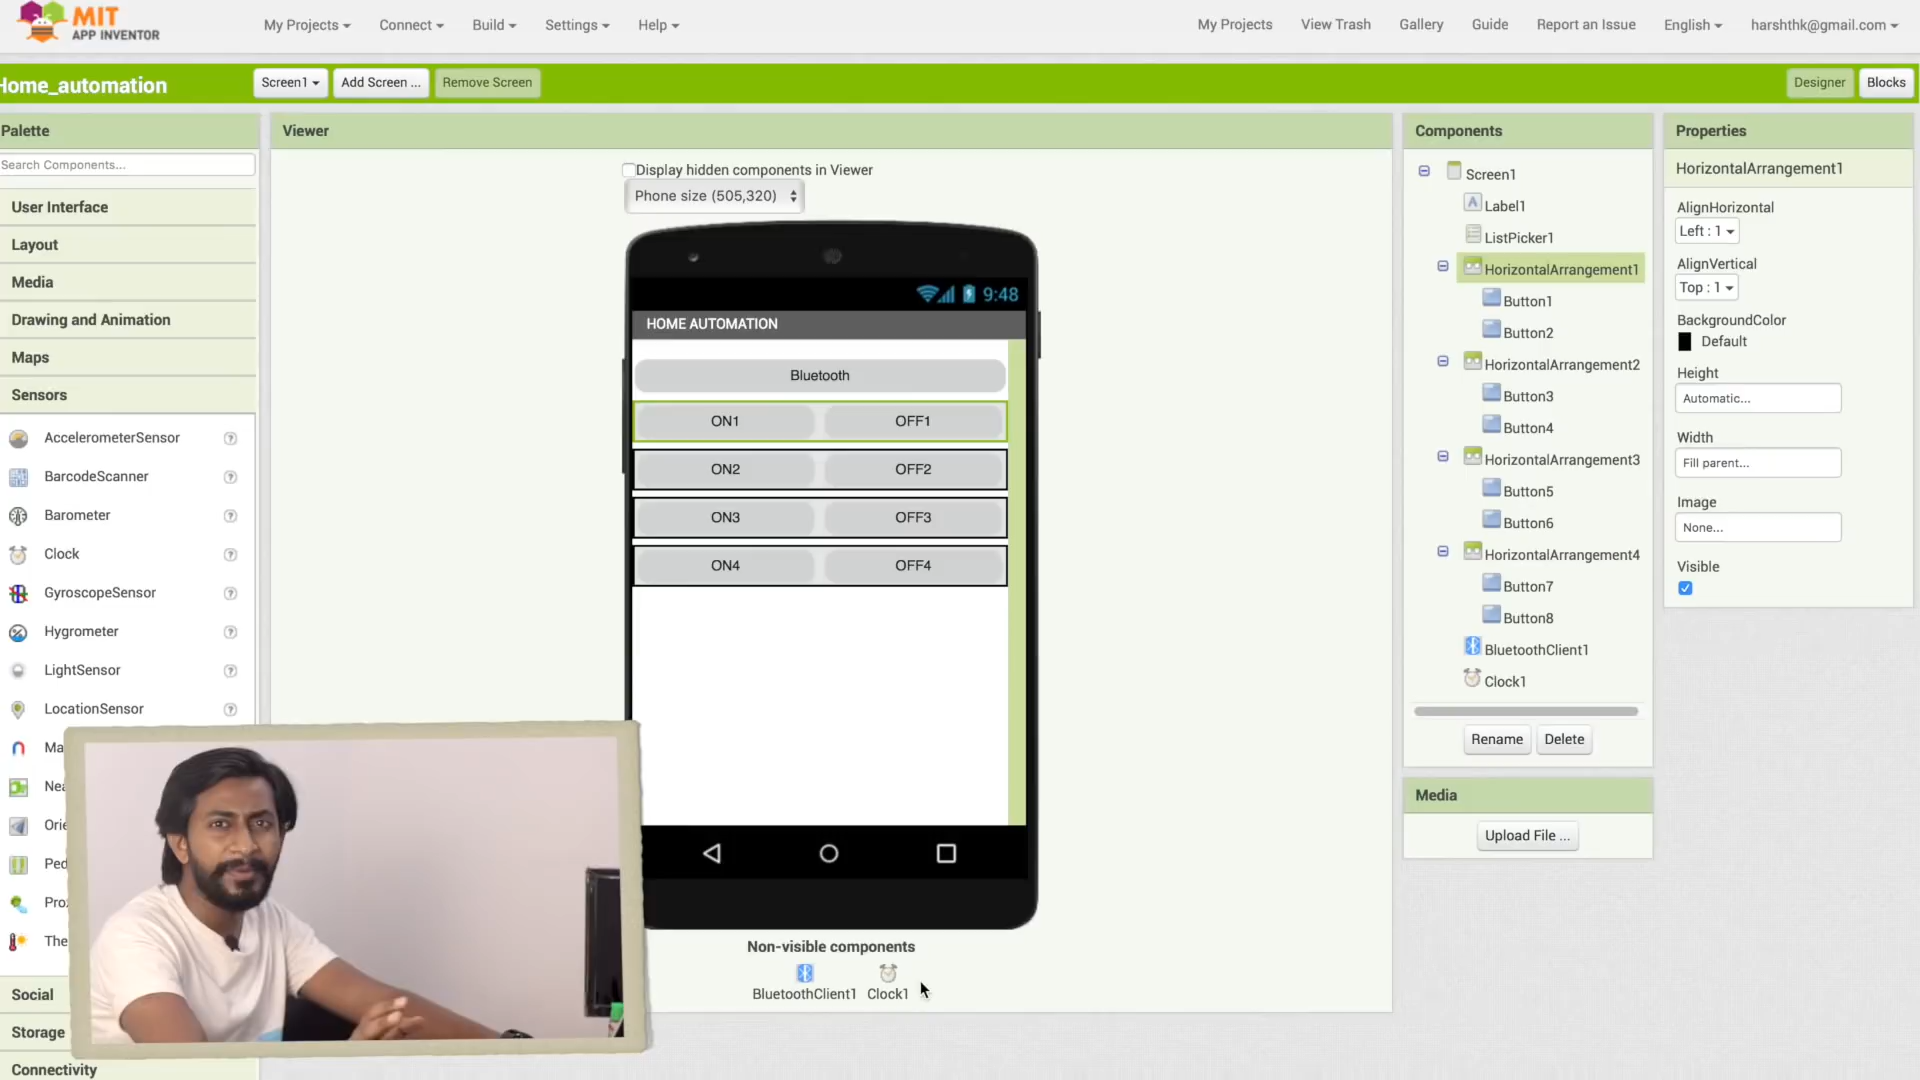 MIT
APP INVENTOR
My Projects
Connect
Build
Settings
Help
My Projects
View Trash
Gallery
Guide
Report an Issue
English
harshthk@gmail.com
Home_automation
Screen1
Add Screen ...
Remove Screen
Designer
Blocks
Palette
Search Components...
User Interface
Layout
Media
Drawing and Animation
Maps
Sensors
AccelerometerSensor
BarcodeScanner
Barometer
Clock
GyroscopeSensor
Hygrometer
LightSensor
LocationSensor
Ma
Nea
Orie
Ped
Pro
The
Social
Storage
Connectivity
Viewer
Display hidden components in Viewer
Phone size (505,320)
9:48
HOME AUTOMATION
Bluetooth
ON1 OFF1
ON2 OFF2
ON3 OFF3
ON4 OFF4
Non-visible components
BluetoothClient1 Clock1
Components
Screen1
Label1
ListPicker1
HorizontalArrangement1
Button1
Button2
HorizontalArrangement2
Button3
Button4
HorizontalArrangement3
Button5
Button6
HorizontalArrangement4
Button7
Button8
BluetoothClient1
Clock1
Rename
Delete
Media
Upload File ...
Properties
HorizontalArrangement1
AlignHorizontal
Left : 1
AlignVertical
Top : 1
BackgroundColor
Default
Height
Automatic...
Width
Fill parent...
Image
None...
Visible